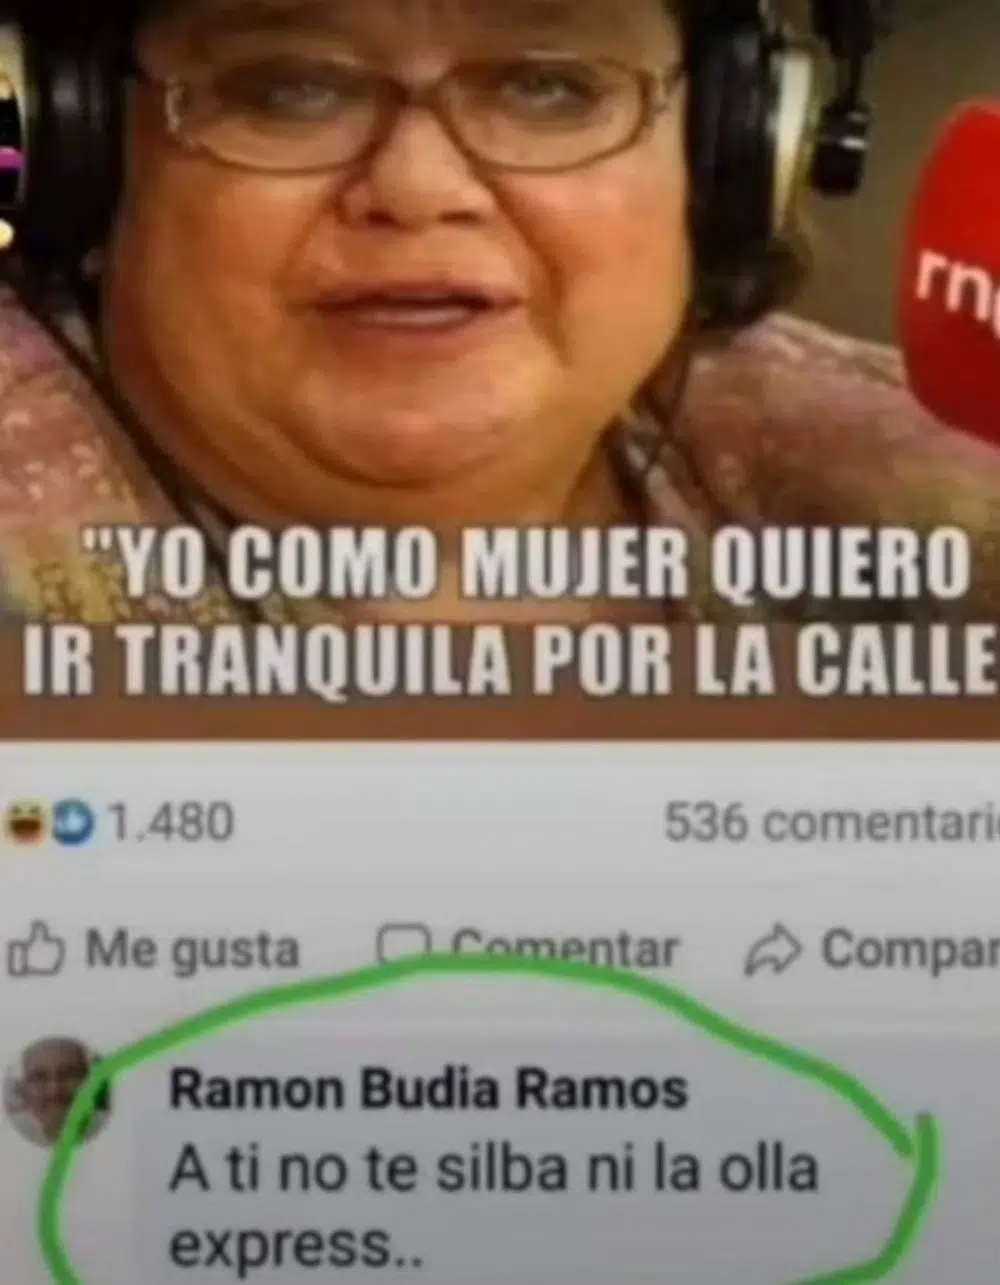 rn
"YO COMO MUJER QUIERO
IR TRANQUILA POR LA CALLE
1.480 536 comentari
Me gusta Comentar Compar
Ramon Budia Ramos
A ti no te silba ni la olla
express..